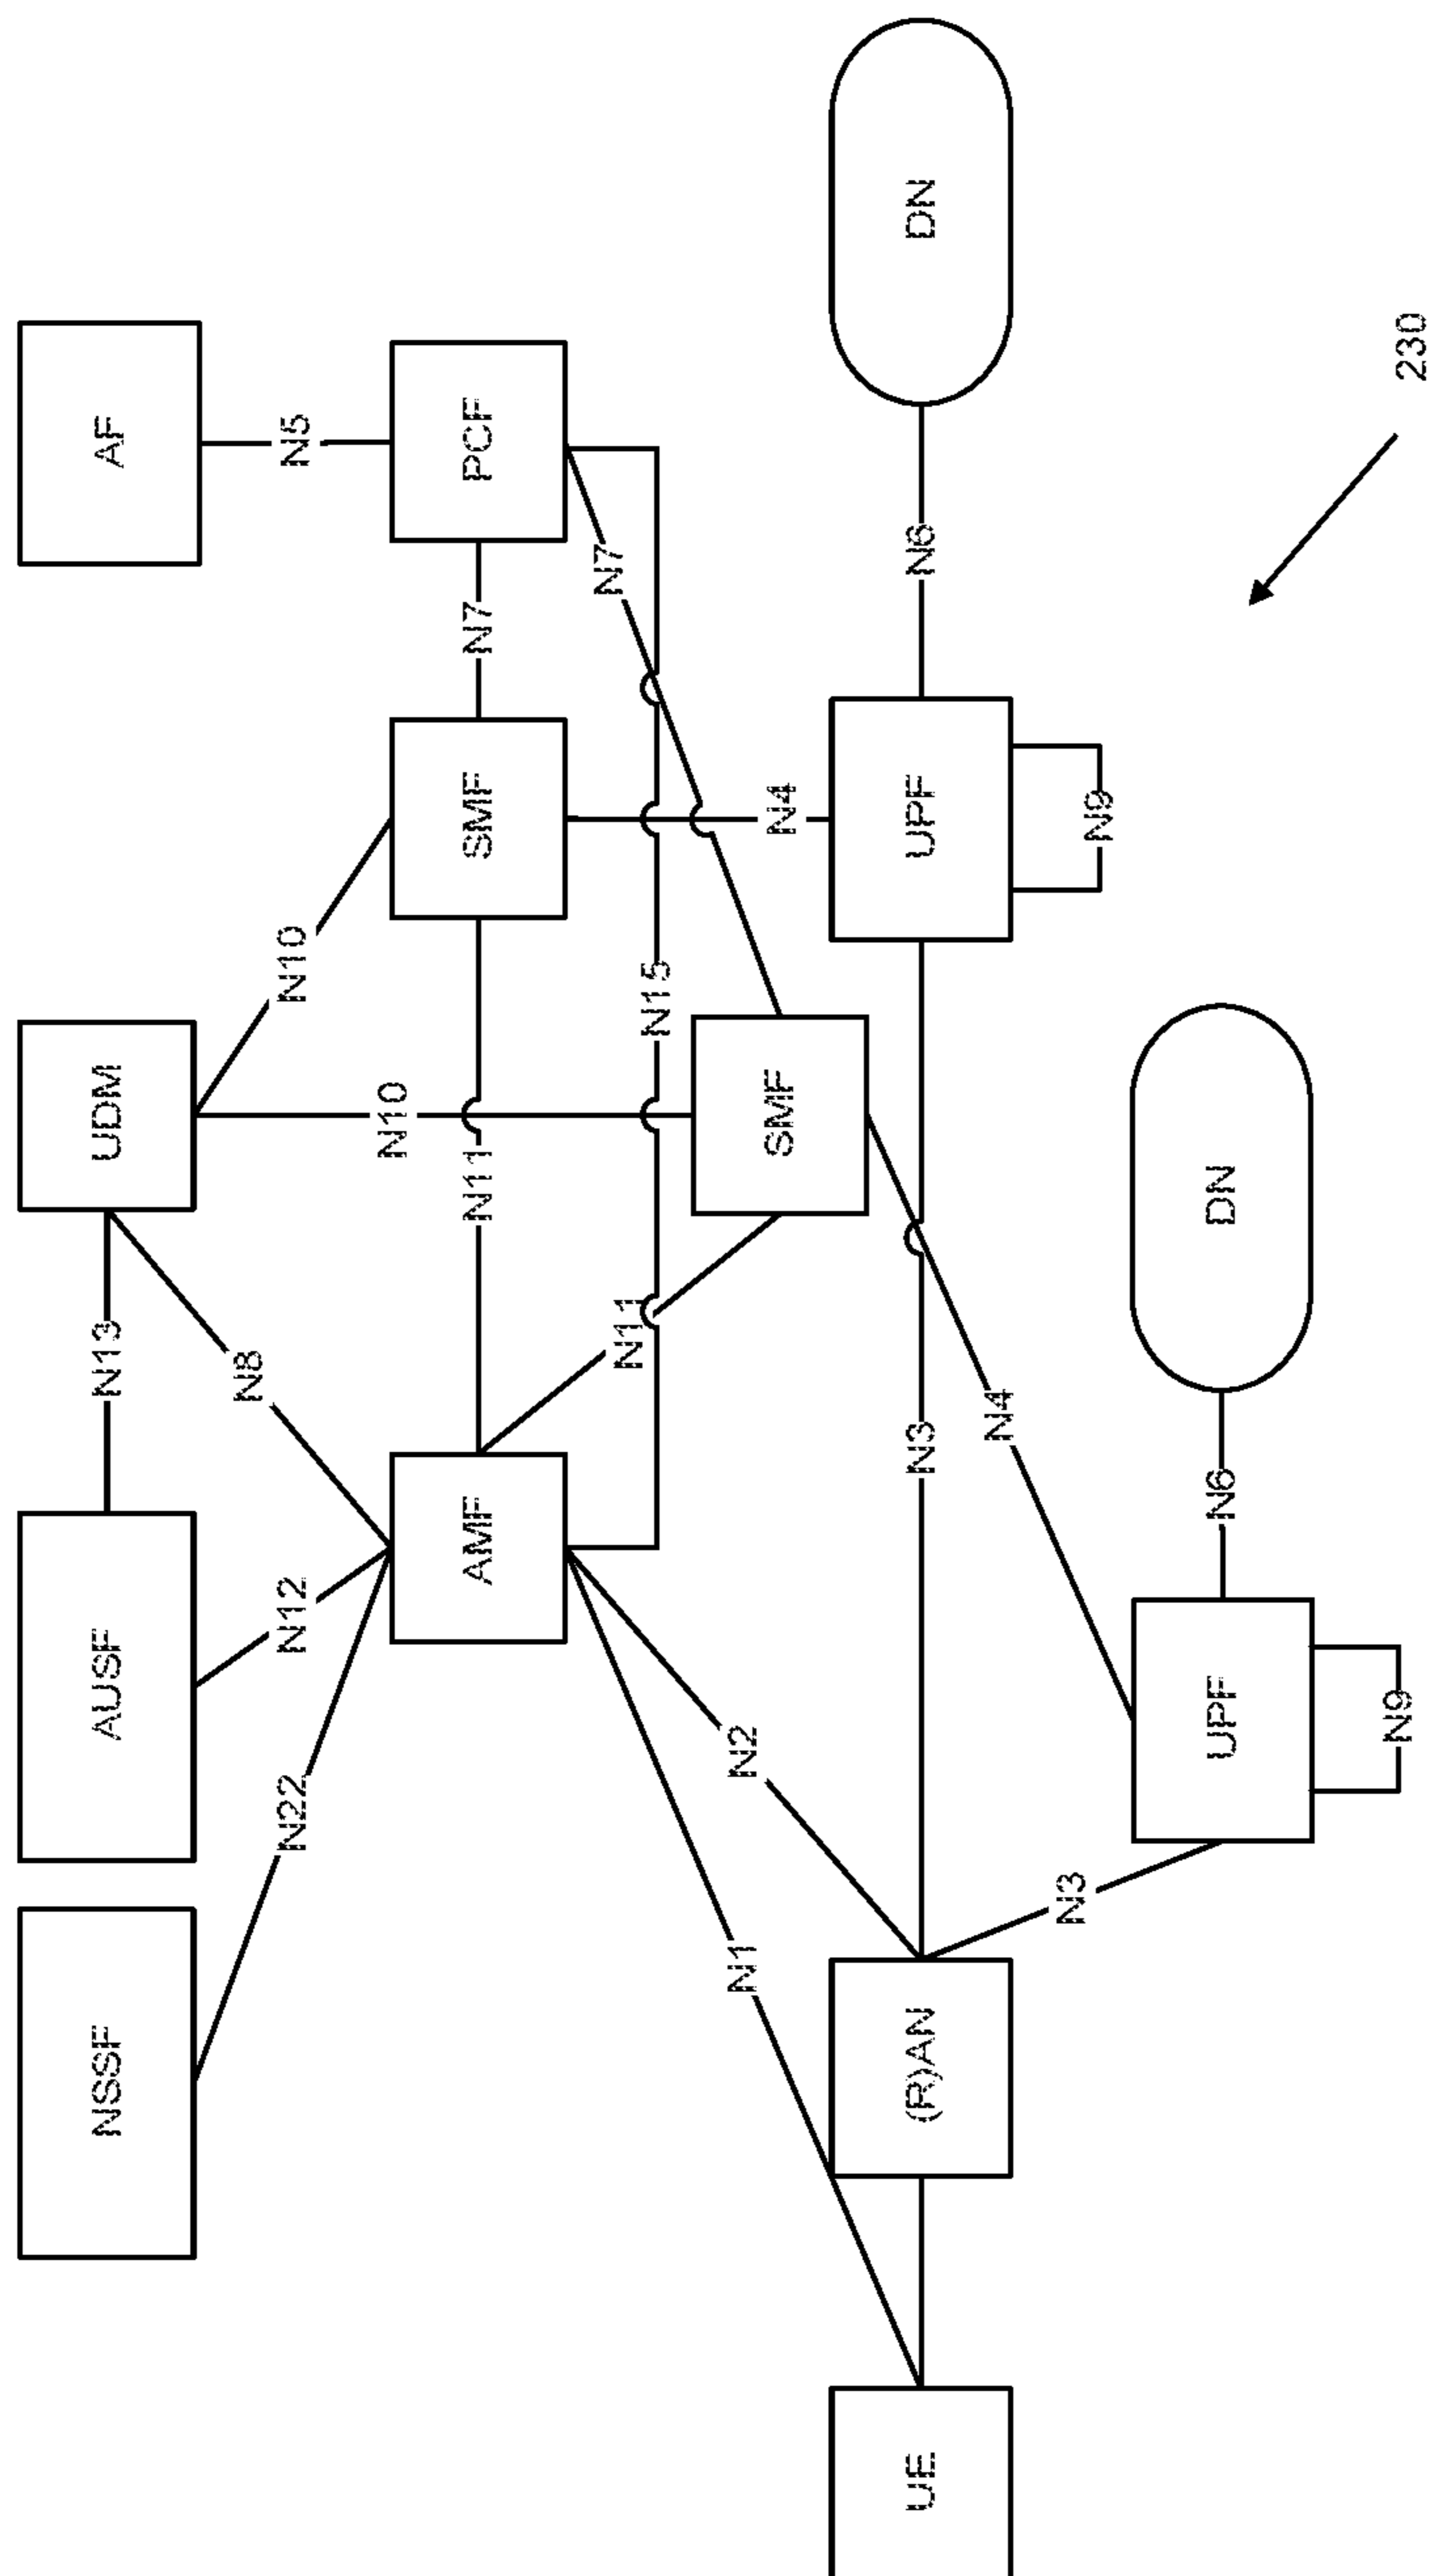 NSSF
AUSF
UDM
AF
N13
N22
N12
N8
N10
N10
N5
AMF
N11
SMF
N7
PCF
N11
N15
N7
N1
N2
SMF
N4
UE
(R)AN
N3
UPF
N6
DN
N3
N4
N9
UPF
N6
DN
N9
230